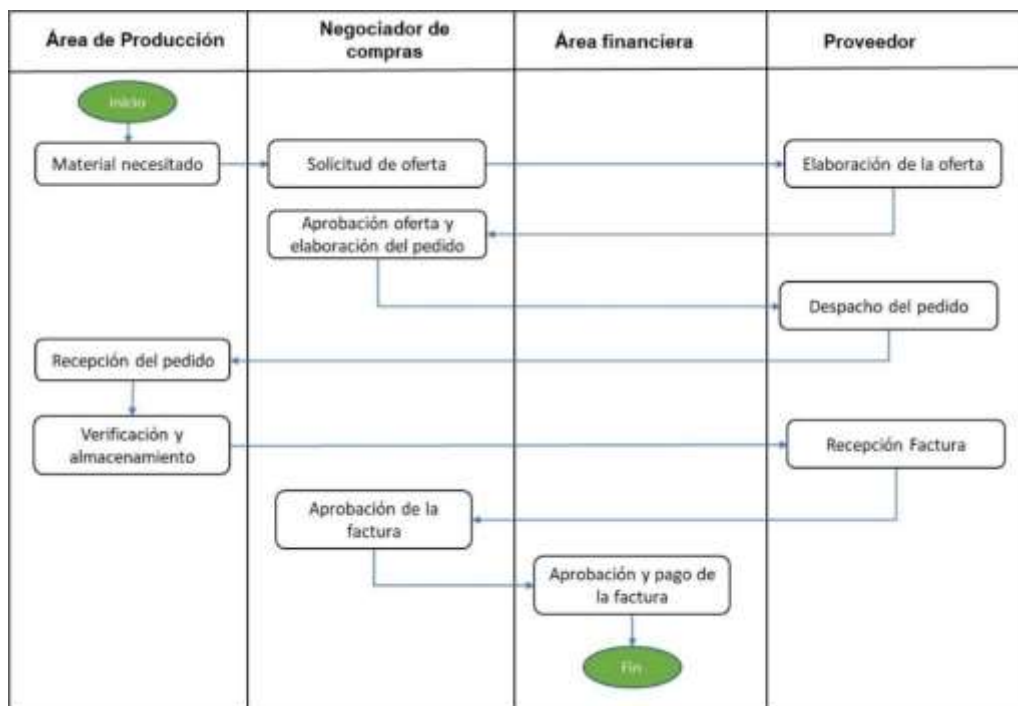 Área de Producción
Negociador de
compras
Área financiera
Proveedor
Inicio
Material necesitado
Solicitud de oferta
Elaboración de la oferta
Aprobación oferta y
elaboración del pedido
Despacho del pedido
Recepción del pedido
Verificación y
almacenamiento
Recepción Factura
Aprobación de la
factura
Aprobación y pago de
la factura
Fin